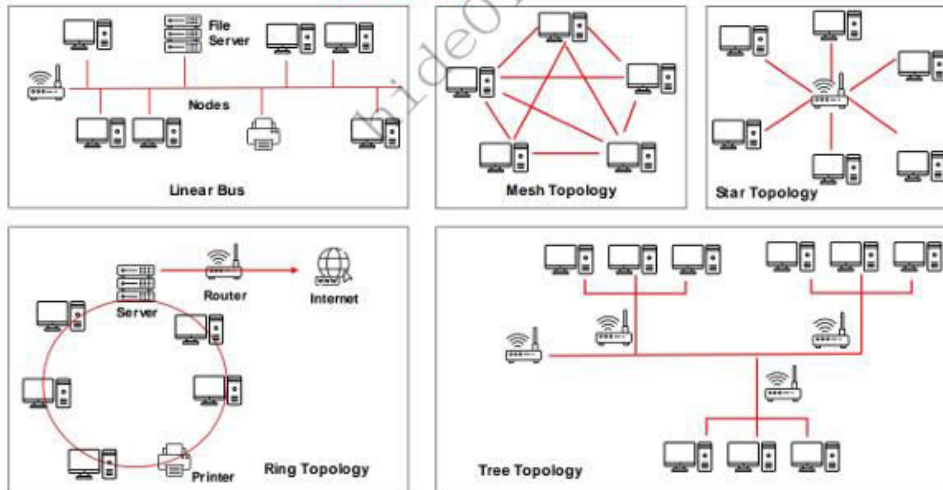 File
Server
Nodes
Linear Bus
Mesh Topology
Star Topology
Server
Router
Internet
Printer
Ring Topology
Tree Topology